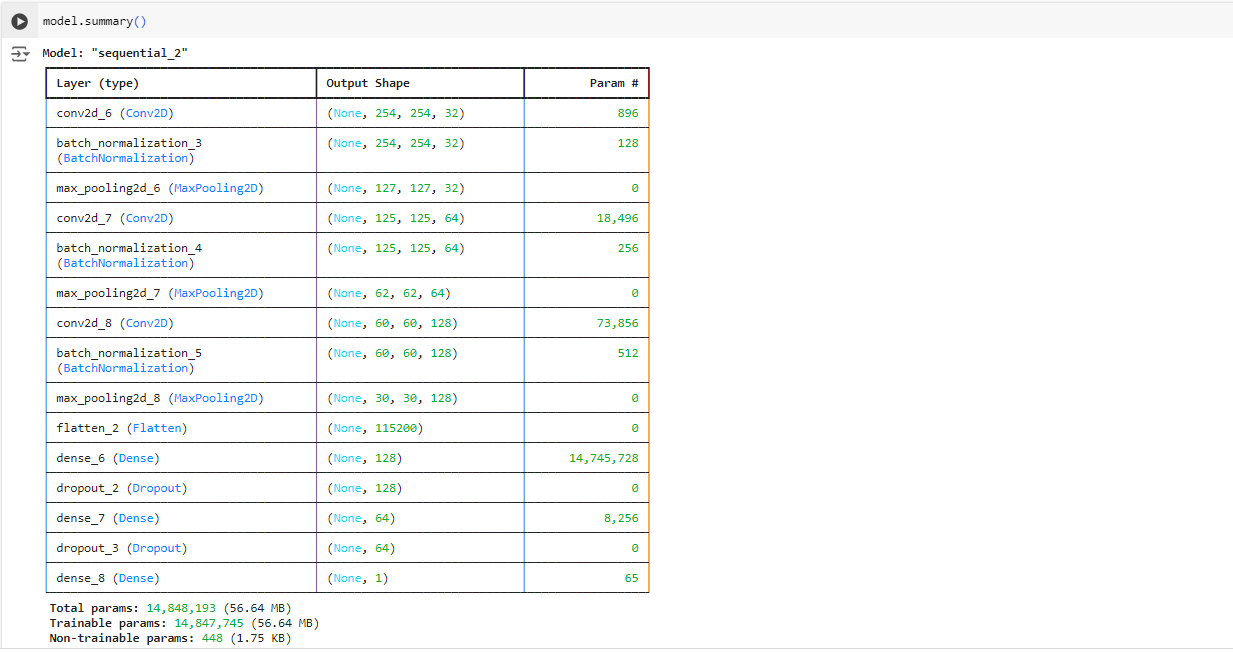 model.summary()
Model: "sequential_2"
Layer (type) Output Shape Param #
conv2d_6 (Conv2D) (None, 254, 254, 32) 896
batch_normalization_3 (None, 254, 254, 32) 128
(BatchNormalization)
max_pooling2d_6 (MaxPooling2D) (None, 127, 127, 32) 0
conv2d_7 (Conv2D) (None, 125, 125, 64) 18,496
batch_normalization_4 (None, 125, 125, 64) 256
(BatchNormalization)
max_pooling2d_7 (MaxPooling2D) (None, 62, 62, 64) 0
conv2d_8 (Conv2D) (None, 60, 60, 128) 73,856
batch_normalization_5 (None, 60, 60, 128) 512
(BatchNormalization)
max_pooling2d_8 (MaxPooling2D) (None, 30, 30, 128) 0
flatten_2 (Flatten) (None, 115200) 0
dense_6 (Dense) (None, 128) 14,745,728
dropout_2 (Dropout) (None, 128) 0
dense_7 (Dense) (None, 64) 8,256
dropout_3 (Dropout) (None, 64) 0
dense_8 (Dense) (None, 1) 65
Total params: 14,848,193 (56.64 MB)
Trainable params: 14,847,745 (56.64 MB)
Non-trainable params: 448 (1.75 KB)